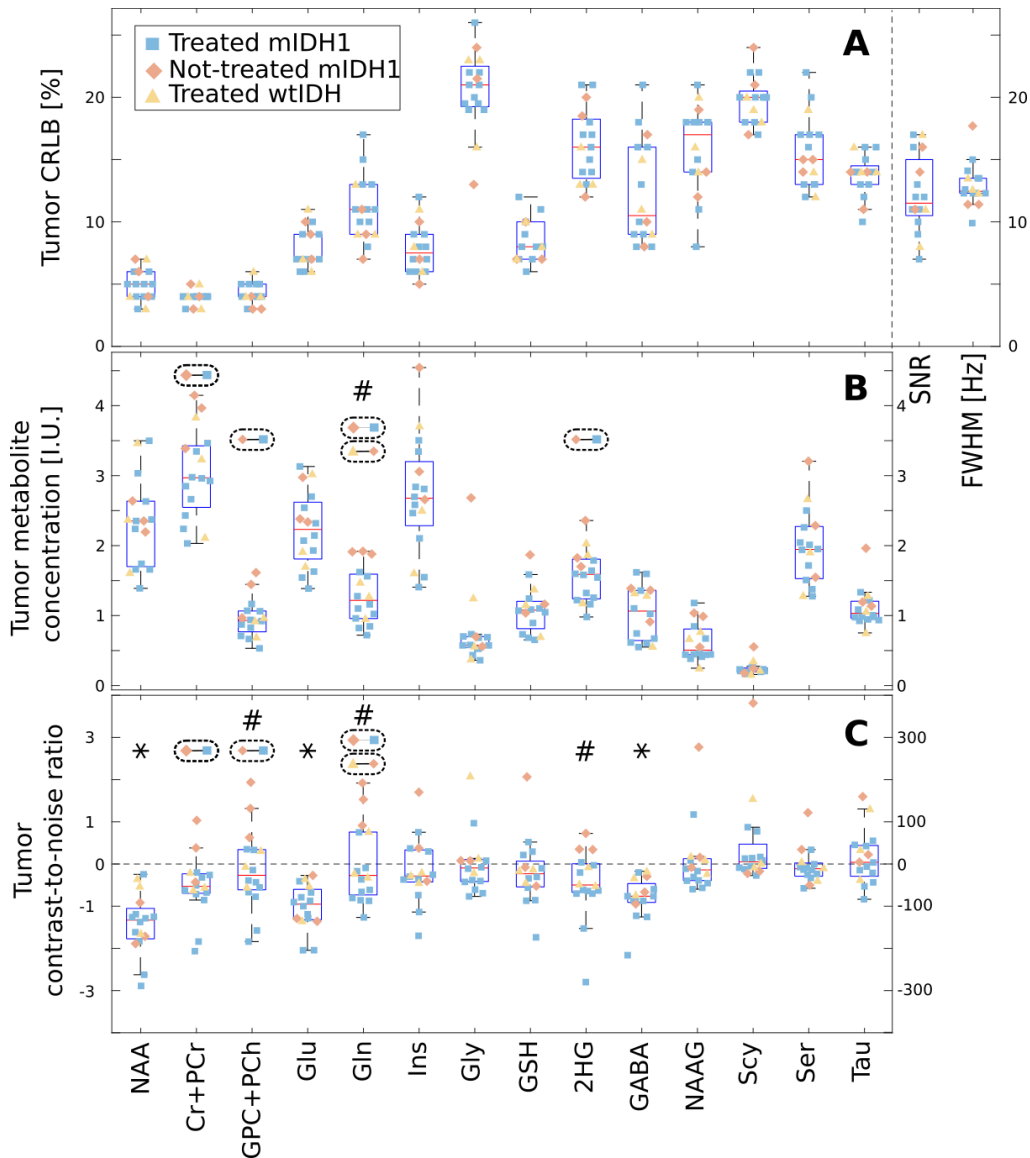 A
Treated mIDH1
Not-treated mIDH1
Treated wtIDH
Tumor CRLB [%]
20
10
0
20
10
0
SNR
FWHM [Hz]
B
#
Tumor metabolite
concentration [I.U.]
4
3
2
1
0
4
3
2
1
0
C
* # * # # *
Tumor
contrast-to-noise ratio
3
1
0
-1
-3
300
100
0
-100
-300
NAA
Cr+PCr
GPC+PCh
Glu
Gln
Ins
Gly
GSH
2HG
GABA
NAAG
Scy
Ser
Tau